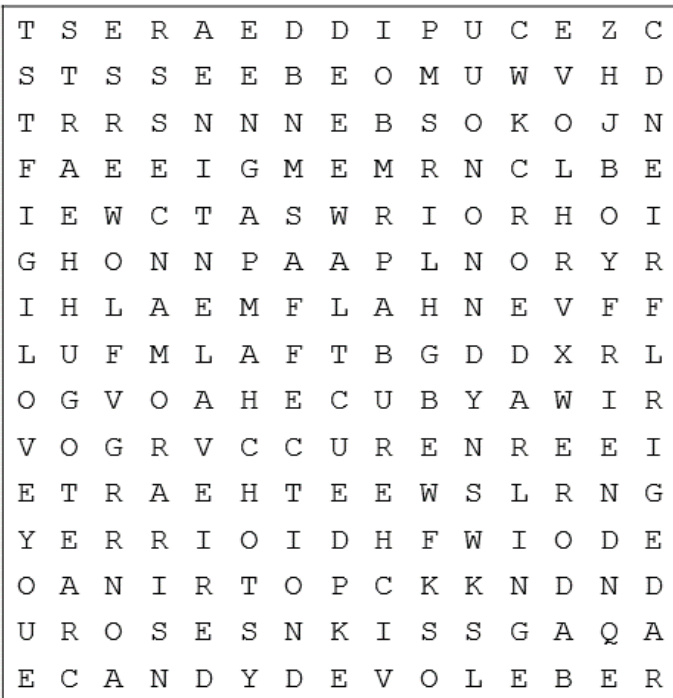 T S E R A E D D I P U C E Z C
S T S S E E B E O M U W V H D
T R R S N N N E B S O K O J N
F A E E I G M E M R N C L B E
I E W C T A S W R I O R H O I
G H O N N P A A P L N O R Y R
I H L A E M F L A H N E V F F
L U F M L A F T B G D D X R L
O G V O A H E C U B Y A W I R
V O G R V C C U R E N R E E I
E T R A E H T E E W S L R N G
Y E R R I O I D H F W I O D E
O A N I R T O P C K K N D N D
U R O S E S N K I S S G A Q A
E C A N D Y D E V O L E B E R